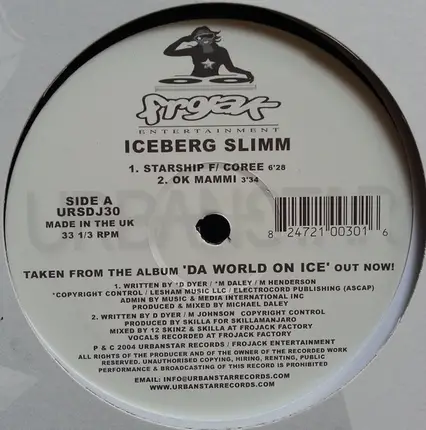 frojak
ENTERTAINMENT
ICEBERG SLIMM
1. STARSHIP F/ COREE 6'28
2. OK MAMMI 3'34
SIDE A
URSDJ30
MADE IN THE UK
33 1/3 RPM
8 24721 00301 6
URBANSTAR
TAKEN FROM THE ALBUM 'DA WORLD ON ICE' OUT NOW!
1. WRITTEN BY 'D DYER / *M DALEY / M HENDERSON
*COPYRIGHT CONTROL / LESHAM MUSIC LLC / ELECTROCORD PUBLISHING (ASCAP)
ADMIN BY MUSIC & MEDIA INTERNATIONAL INC
PRODUCED & MIXED BY MICHAEL DALEY
2. WRITTEN BY D DYER / M JOHNSON COPYRIGHT CONTROL
PRODUCED BY SKILLA FOR SKILLAMANJARO
MIXED BY 12 SKINZ & SKILLA AT FROJACK FACTORY
VOCALS RECORDED AT FROJACK FACTORY
P & C 2004 URBANSTAR RECORDS / FROJACK ENTERTAINMENT
ALL RIGHTS OF THE PRODUCER AND OF THE OWNER OF THE RECORDED WORK
RESERVED. UNAUTHORISED COPYING, HIRING, RENTING, PUBLIC
PERFORMANCE & BROADCASTING OF THIS RECORD IS PROHIBITED
EMAIL: INFO@URBANSTARRECORDS.COM
WWW.URBANSTARRECORDS.COM